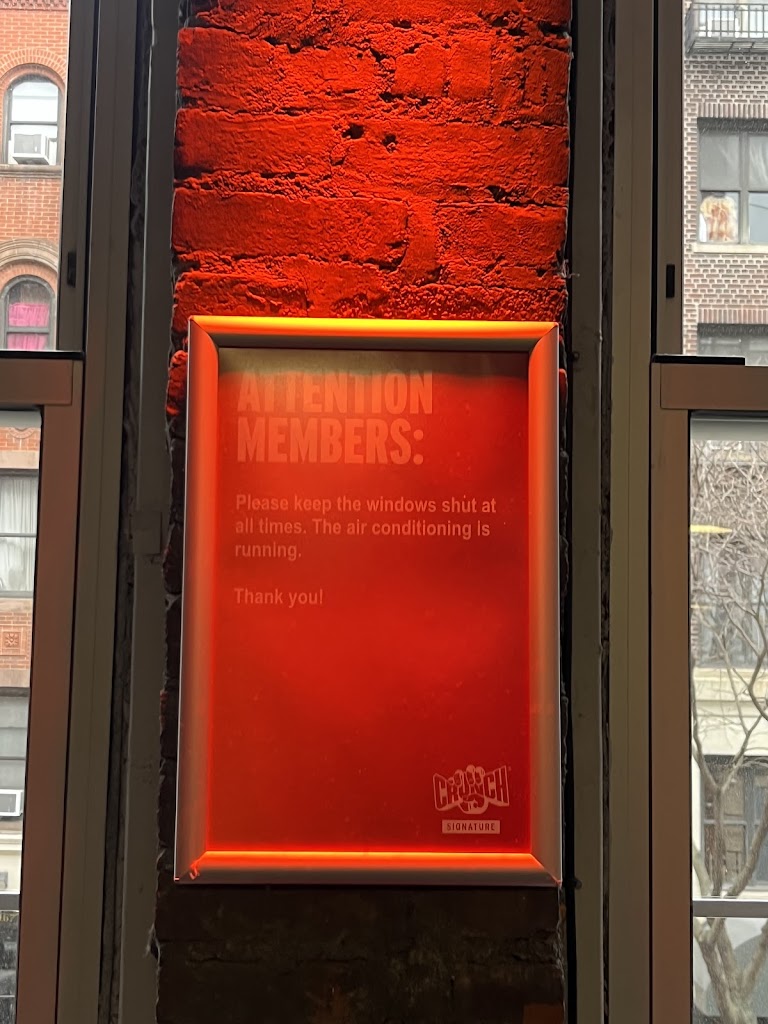 ATTENTION
MEMBERS:
Please keep the windows shut at
all times. The air conditioning is
running.
Thank you!
CRUNCH
SIGNATURE